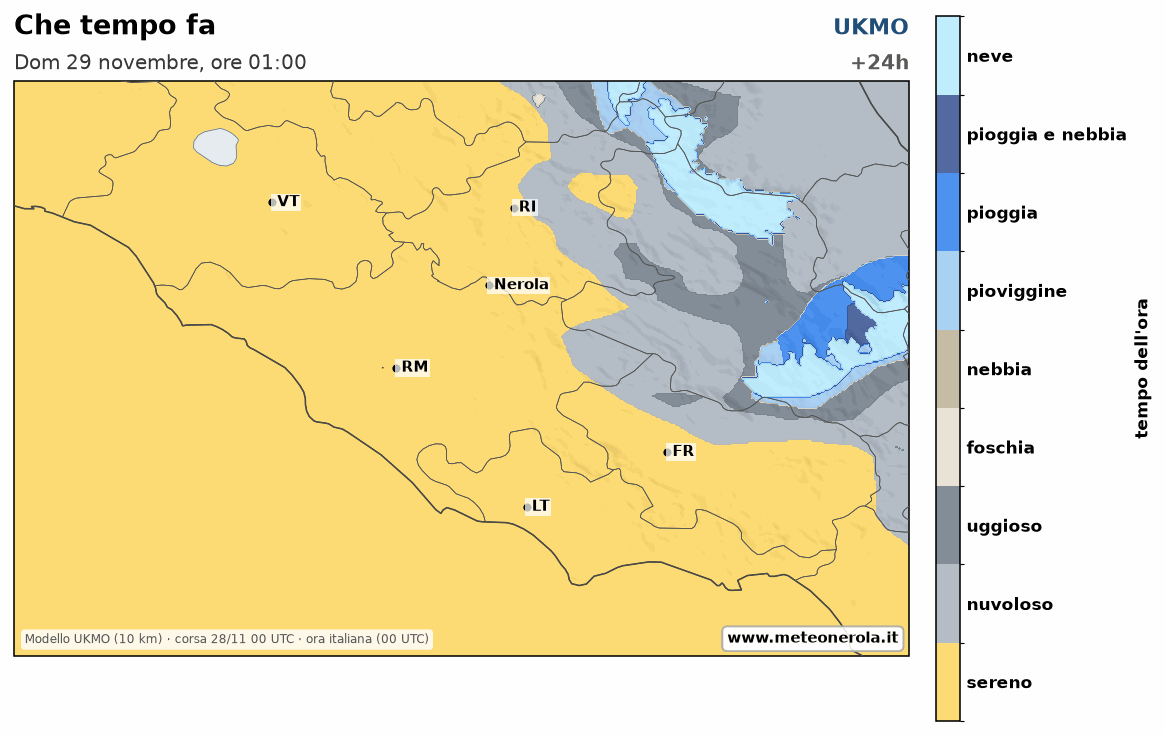 Che tempo fa
UKMO
Dom 29 novembre, ore 01:00
+24h
neve
pioggia e nebbia
pioggia
pioviggine
nebbia
foschia
uggioso
nuvoloso
sereno
tempo dell'ora
VT
RI
Nerola
RM
FR
LT
Modello UKMO (10 km) · corsa 28/11 00 UTC · ora italiana (00 UTC)
www.meteonerola.it